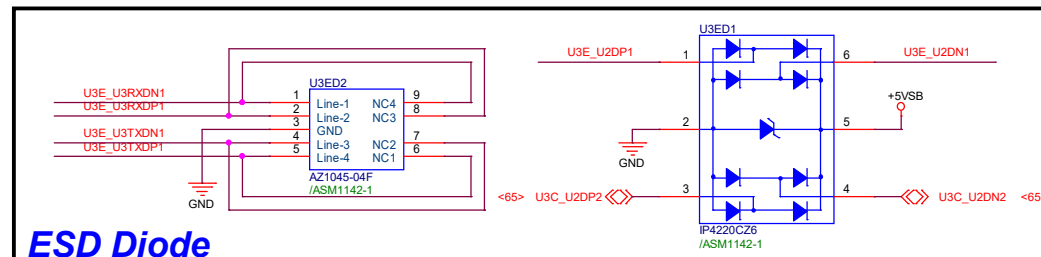 U3ED2
U3E_U3RXDN1
U3E_U3RXDP1
U3E_U3TXDN1
U3E_U3TXDP1
1 Line-1 NC4 9
2 Line-2 NC3 8
3 GND
4 Line-3 NC2 7
5 Line-4 NC1 6
AZ1045-04F
/ASM1142-1
GND
U3ED1
U3E_U2DP1 1 6 U3E_U2DN1
+5VSB
2 5
GND
<65> U3C_U2DP2 3 4 U3C_U2DN2 <65
IP4220CZ6
/ASM1142-1
ESD Diode